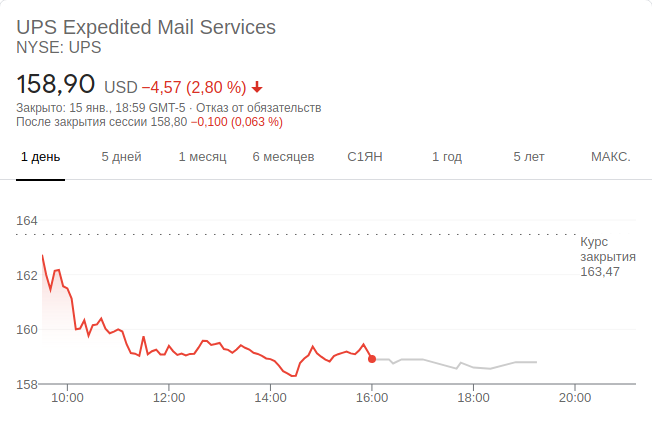 UPS Expedited Mail Services
NYSE: UPS
158,90 USD −4,57 (2,80 %)
Закрыто: 15 янв., 18:59 GMT-5 · Отказ от обязательств
После закрытия сессии 158,80 −0,100 (0,063 %)
1 день 5 дней 1 месяц 6 месяцев С1ЯН 1 год 5 лет МАКС.
164
Курс
закрытия
163,47
162
160
158
10:00 12:00 14:00 16:00 18:00 20:00